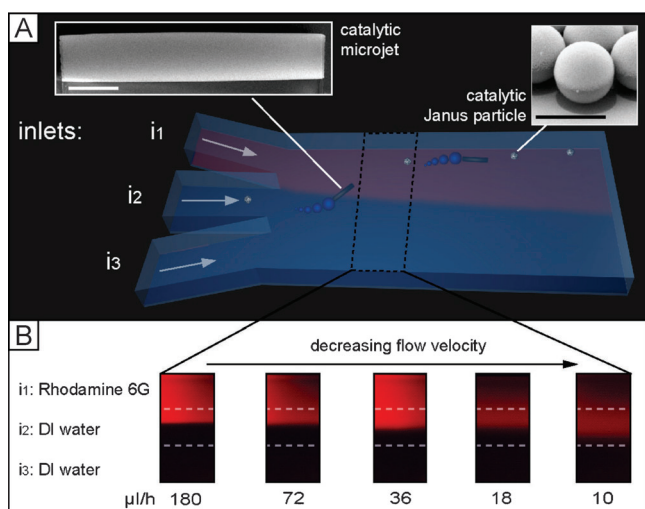 A
catalytic
microjet
catalytic
Janus particle
inlets:
i1
i2
i3
B
decreasing flow velocity
i1: Rhodamine 6G
i2: DI water
i3: DI water
µl/h 180 72 36 18 10